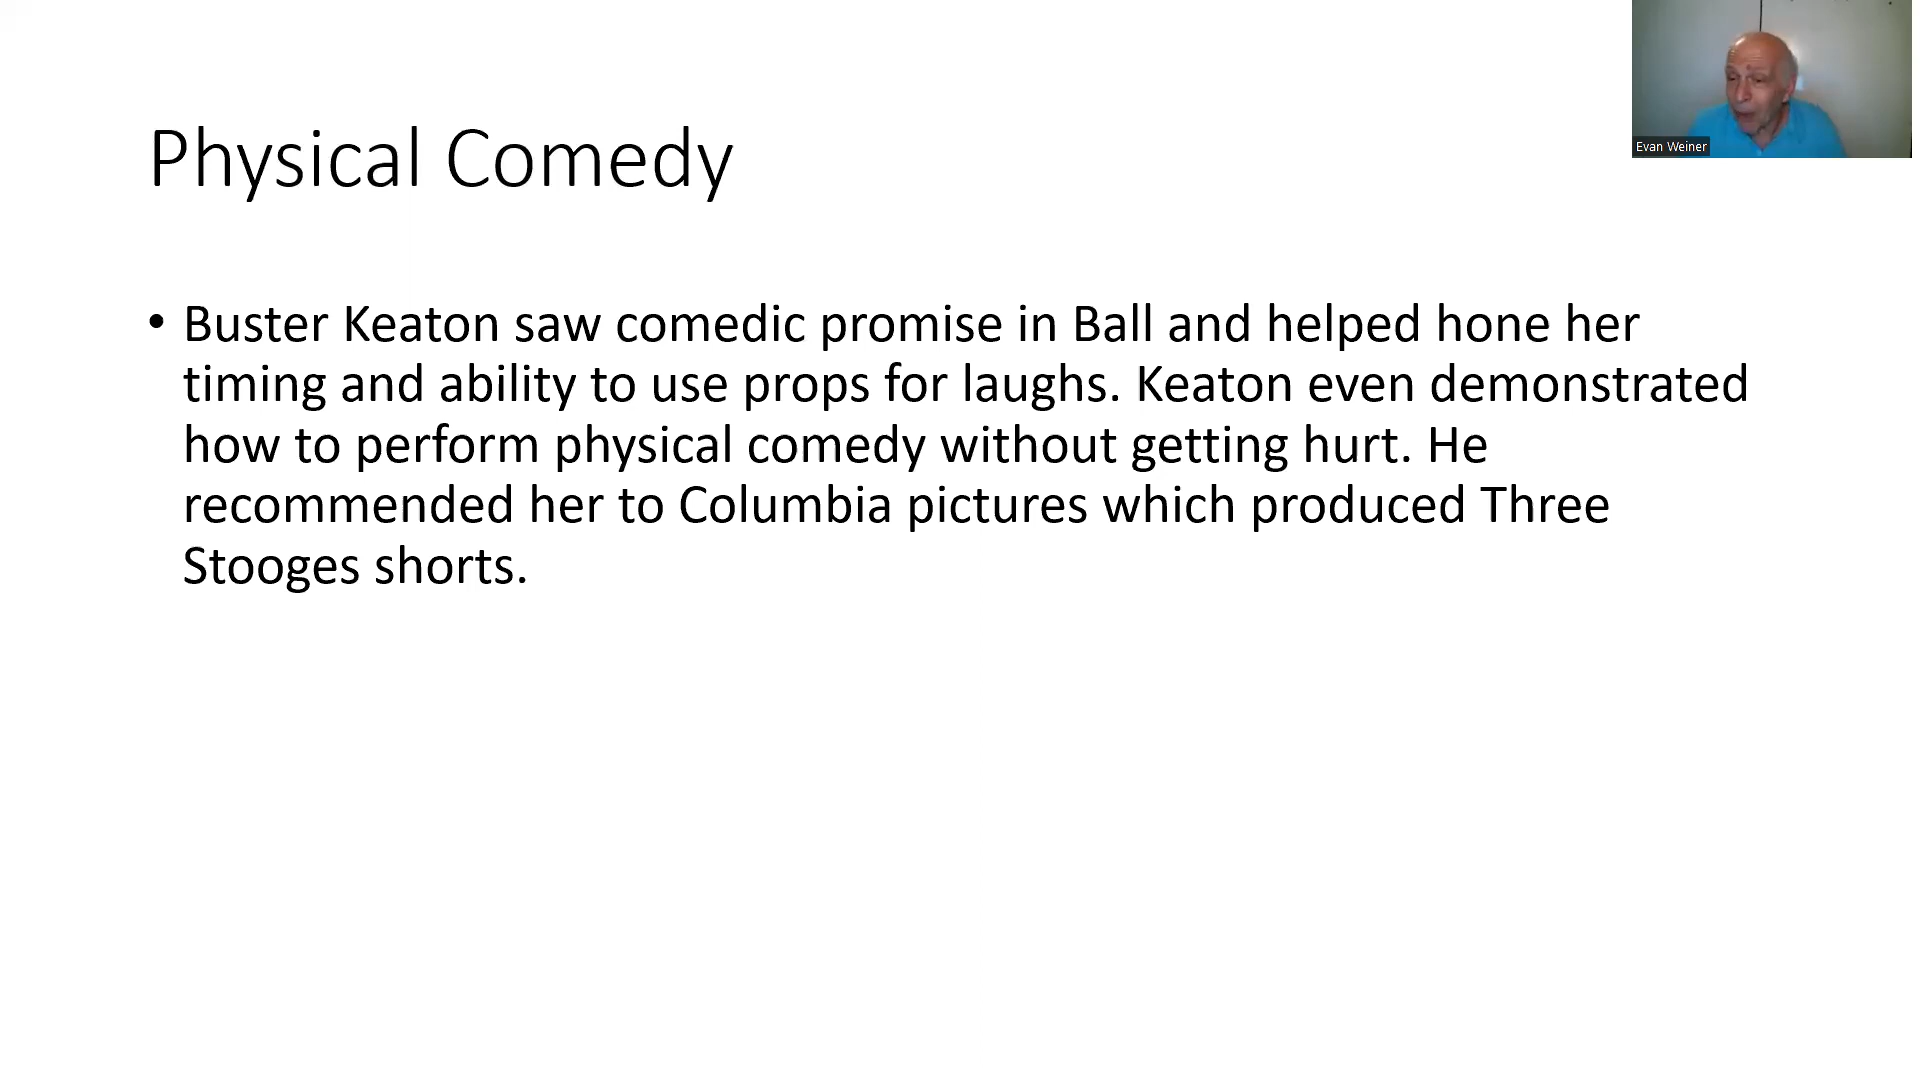 Physical Comedy
Evan Weiner
• Buster Keaton saw comedic promise in Ball and helped hone her
timing and ability to use props for laughs. Keaton even demonstrated
how to perform physical comedy without getting hurt. He
recommended her to Columbia pictures which produced Three
Stooges shorts.